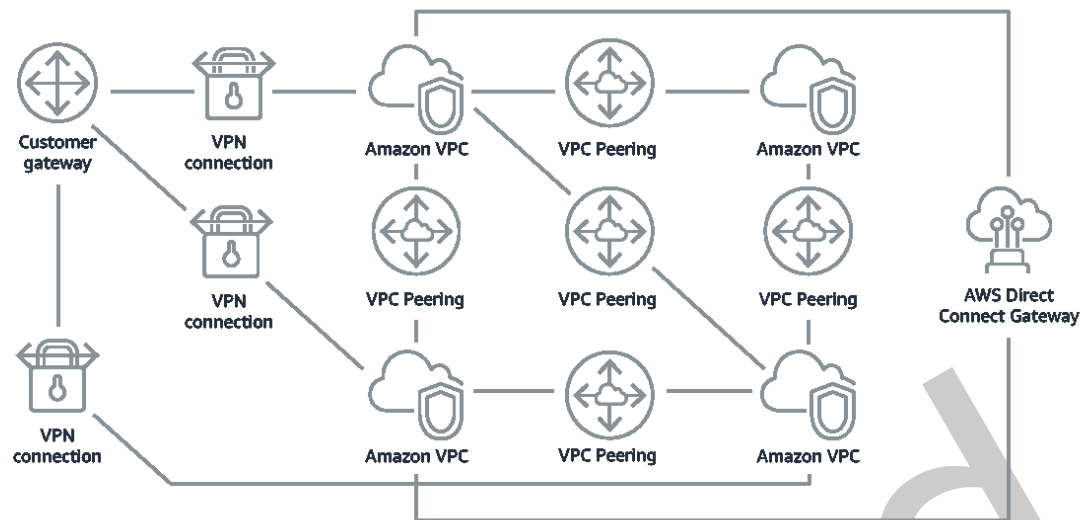 Customer
gateway
VPN
connection
Amazon VPC
VPC Peering
Amazon VPC
VPN
connection
VPC Peering
VPC Peering
VPC Peering
AWS Direct
Connect Gateway
VPN
connection
Amazon VPC
VPC Peering
Amazon VPC